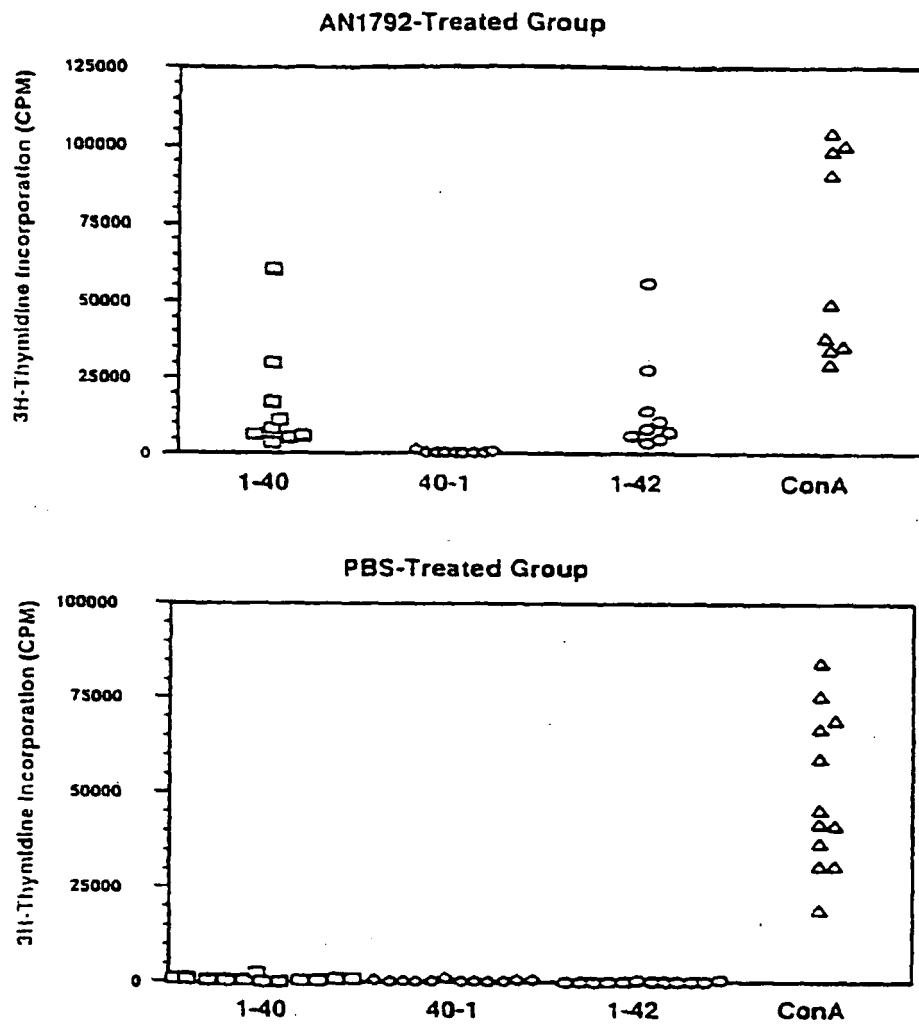 AN1792-Treated Group
3H-Thymidine Incorporation (CPM)
125000
100000
75000
50000
25000
0
1-40 40-1 1-42 ConA
PBS-Treated Group
3H-Thymidine Incorporation (CPM)
100000
75000
50000
25000
0
1-40 40-1 1-42 ConA